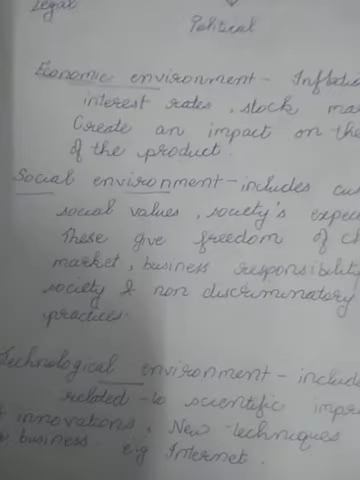 Legal
Political
Economic environment - Inflation
interest rates, stock
Create an impact on the
of the product.
Social environment - includes
social values, society's
These give freedom of
market, business responsibility
society & non discriminatory
practices.
Technological environment - include
related to scientific
innovations, New techniques
business e.g Internet.